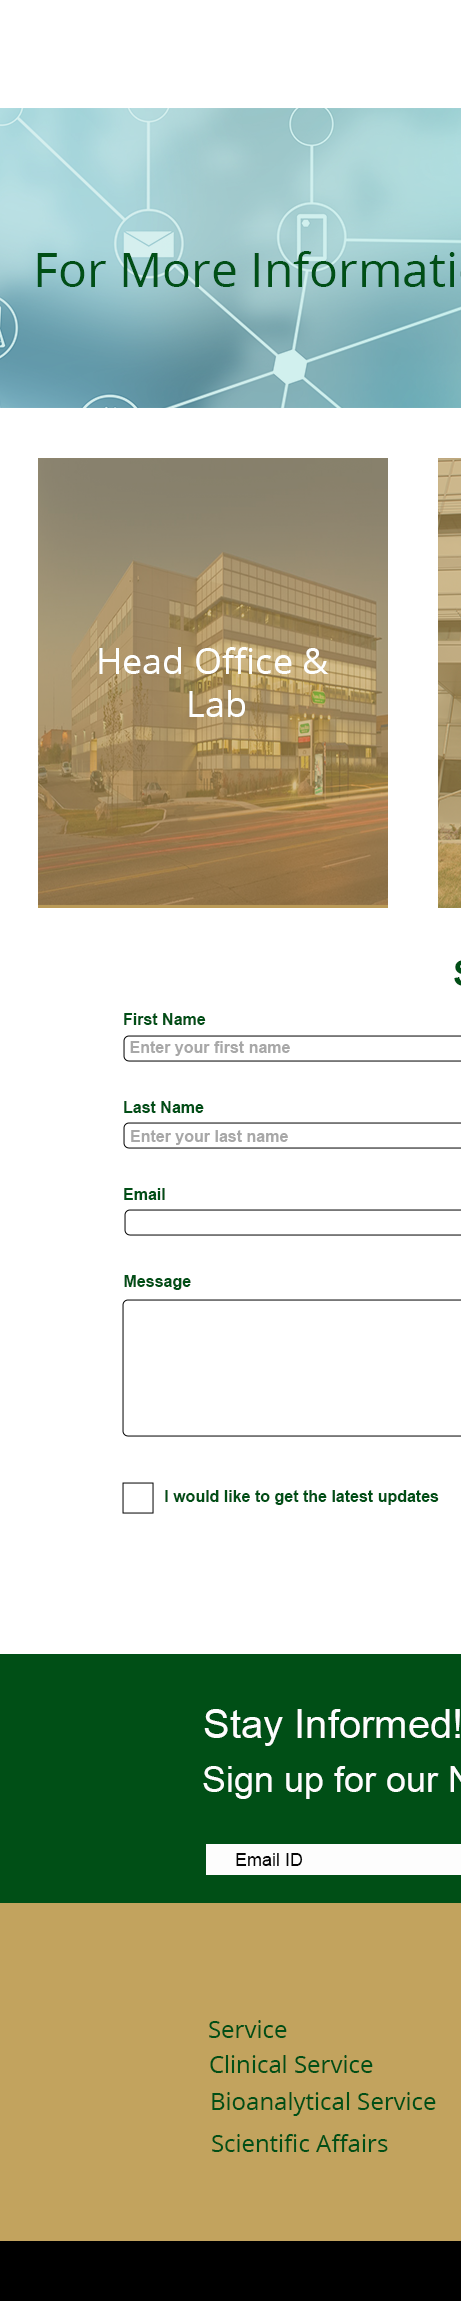 For More Informati
Head Office &
Lab
First Name
Enter your first name
Last Name
Enter your last name
Email
Message
I would like to get the latest updates
Stay Informed!
Sign up for our
Email ID
Service
Clinical Service
Bioanalytical Service
Scientific Affairs